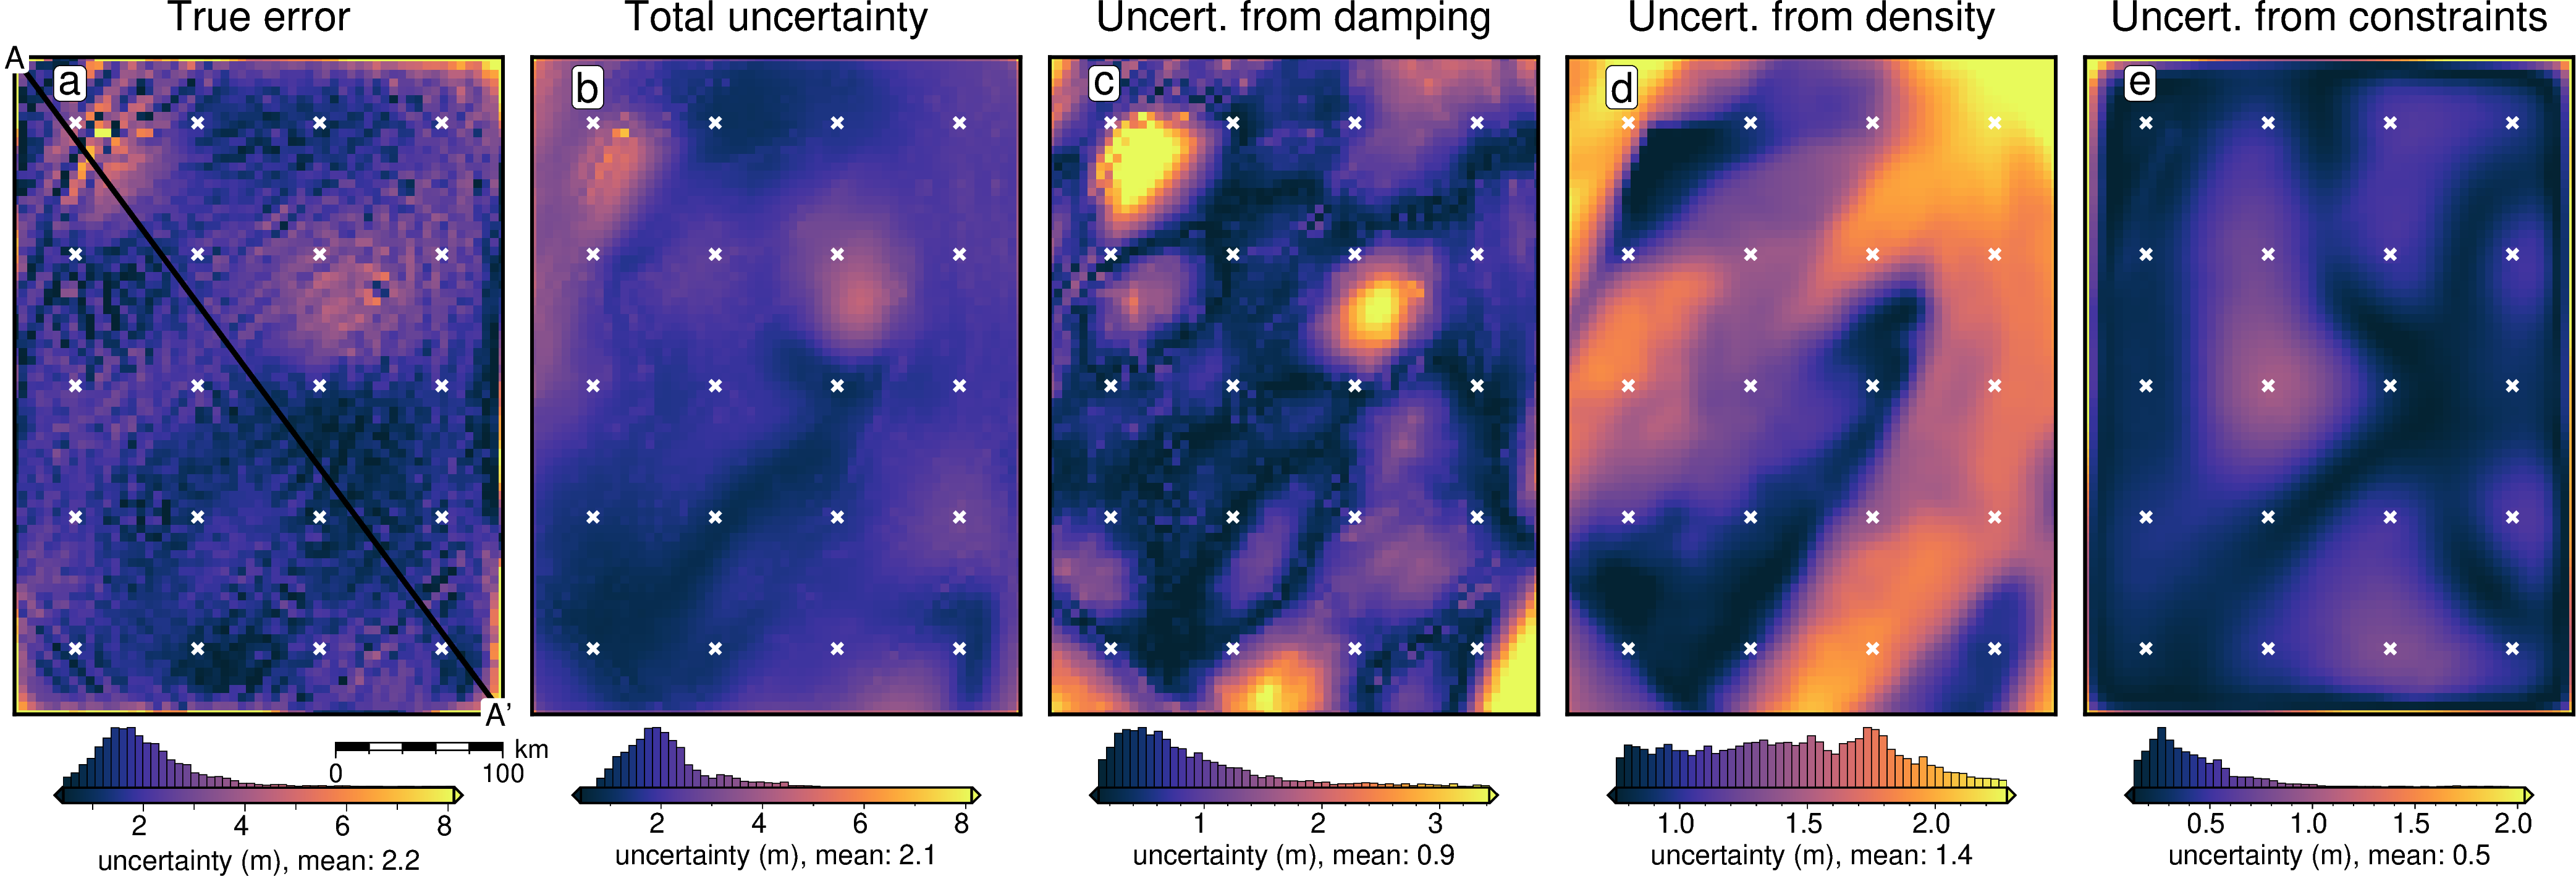 True error
Total uncertainty
Uncert. from damping
Uncert. from density
Uncert. from constraints
A
a
b
c
d
e
A'
km
0 100
2 4 6 8
uncertainty (m), mean: 2.2
2 4 6 8
uncertainty (m), mean: 2.1
1 2 3
uncertainty (m), mean: 0.9
1.0 1.5 2.0
uncertainty (m), mean: 1.4
0.5 1.0 1.5 2.0
uncertainty (m), mean: 0.5